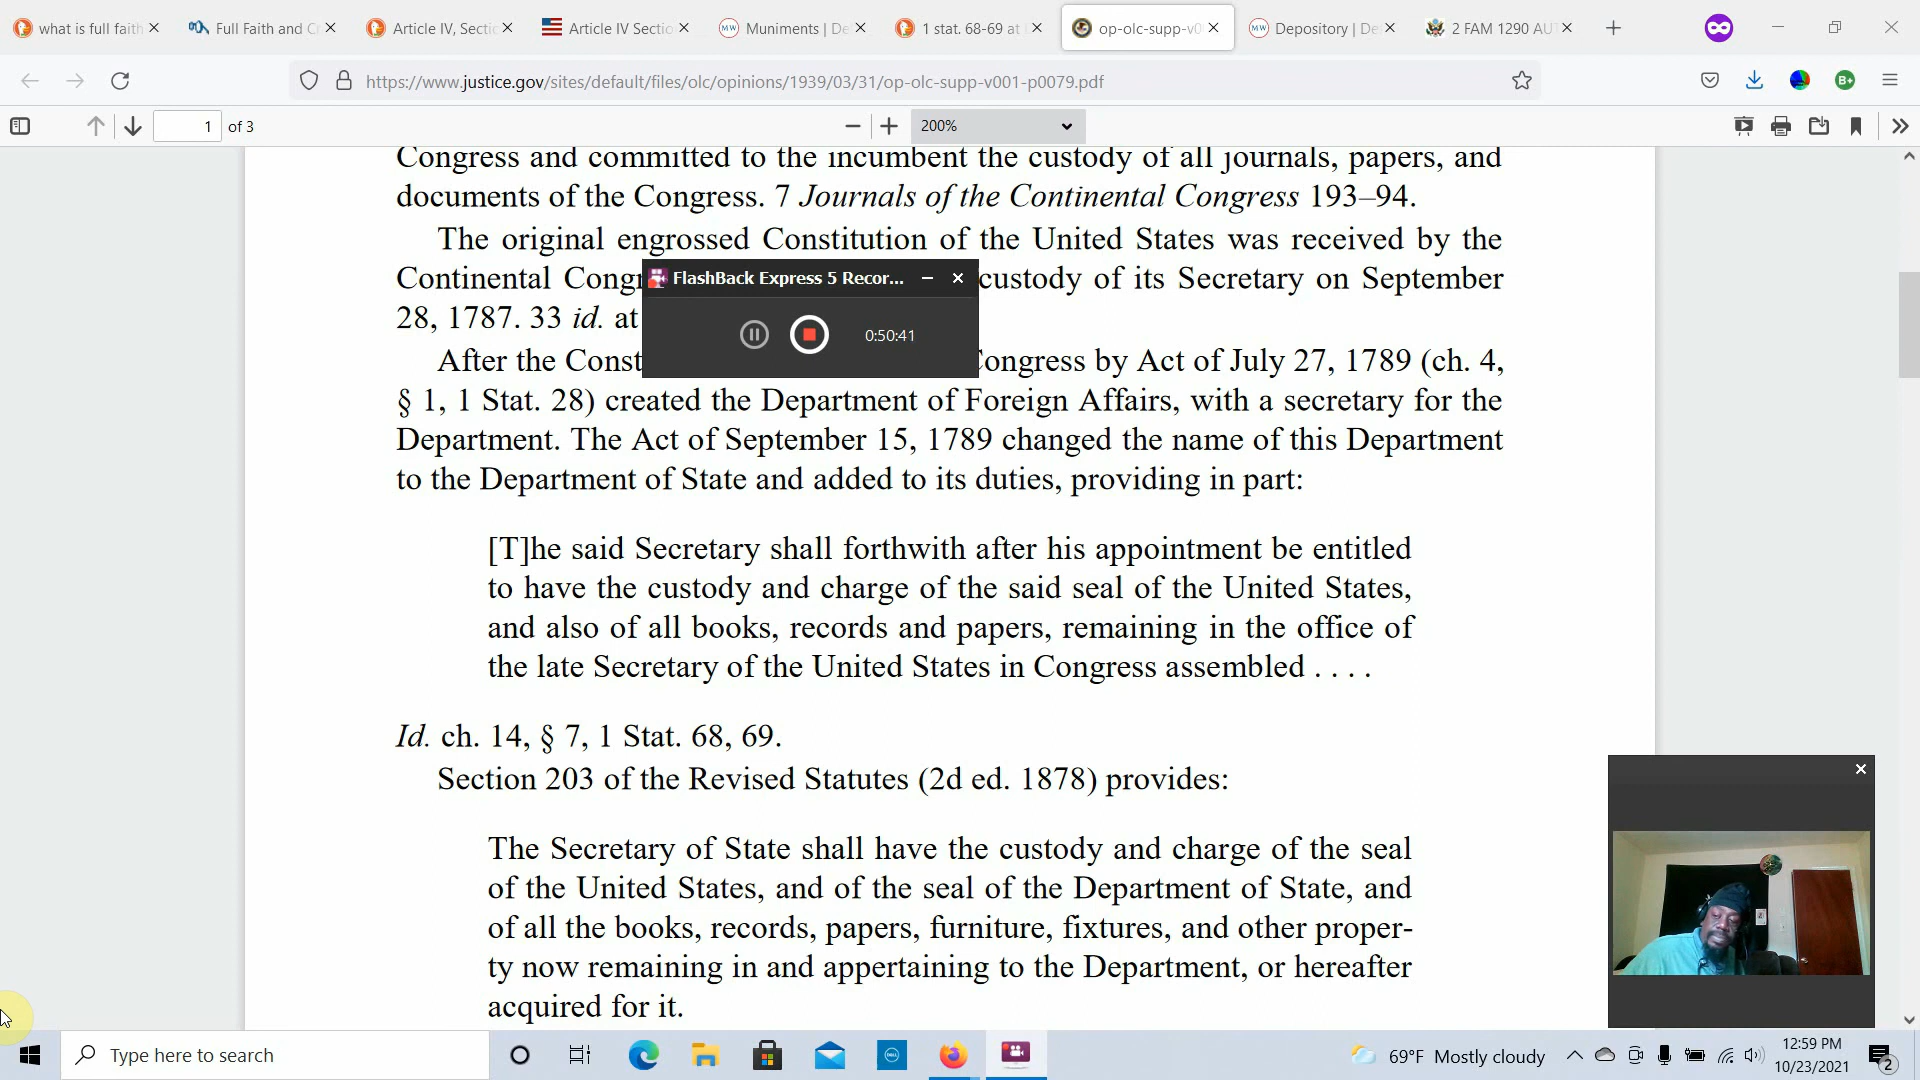 what is full faith
Full Faith and Cr
Article IV, Sectio
Article IV Sectio
MW Muniments | De
1 stat. 68-69 at
op-olc-supp-v0
MW Depository | De
2 FAM 1290 AU
https://www.justice.gov/sites/default/files/olc/opinions/1939/03/31/op-olc-supp-v001-p0079.pdf
B+
1 of 3
200%
Congress and committed to the incumbent the custody of all journals, papers, and
documents of the Congress. 7 Journals of the Continental Congress 193–94.
The original engrossed Constitution of the United States was received by the
Continental Congr custody of its Secretary on September
28, 1787. 33 id. at
FlashBack Express 5 Recor...
0:50:41
After the Const Congress by Act of July 27, 1789 (ch. 4,
§ 1, 1 Stat. 28) created the Department of Foreign Affairs, with a secretary for the
Department. The Act of September 15, 1789 changed the name of this Department
to the Department of State and added to its duties, providing in part:
[T]he said Secretary shall forthwith after his appointment be entitled
to have the custody and charge of the said seal of the United States,
and also of all books, records and papers, remaining in the office of
the late Secretary of the United States in Congress assembled . . . .
Id. ch. 14, § 7, 1 Stat. 68, 69.
Section 203 of the Revised Statutes (2d ed. 1878) provides:
The Secretary of State shall have the custody and charge of the seal
of the United States, and of the seal of the Department of State, and
of all the books, records, papers, furniture, fixtures, and other proper-
ty now remaining in and appertaining to the Department, or hereafter
acquired for it.
Type here to search
DELL
69°F Mostly cloudy
12:59 PM
10/23/2021
2